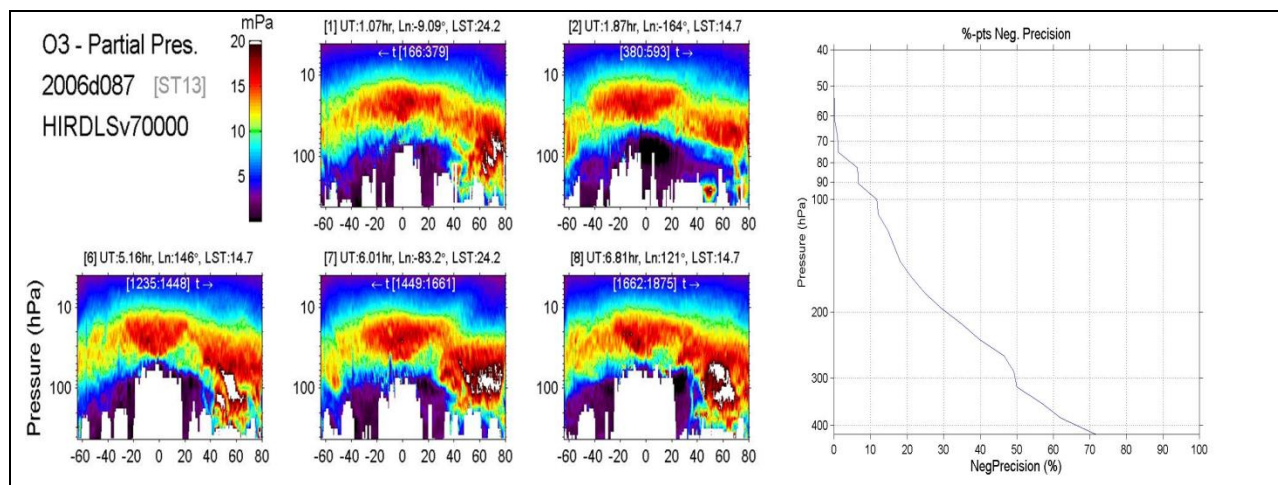 O3 - Partial Pres.
2006d087 [ST13]
HIRDLSv70000
mPa
20
15
10
5
[1] UT:1.07hr, Ln:-9.09°, LST:24.2
← t [166:379]
10
100
-60 -40 -20 0 20 40 60 80
[2] UT:1.87hr, Ln:-164°, LST:14.7
[380:593] t →
10
100
-60 -40 -20 0 20 40 60 80
[6] UT:5.16hr, Ln:146°, LST:14.7
[1235:1448] t →
Pressure (hPa)
10
100
-60 -40 -20 0 20 40 60 80
[7] UT:6.01hr, Ln:-83.2°, LST:24.2
← t [1449:1661]
10
100
-60 -40 -20 0 20 40 60 80
[8] UT:6.81hr, Ln:121°, LST:14.7
[1662:1875] t →
10
100
-60 -40 -20 0 20 40 60 80
%-pts Neg. Precision
Pressure (hPa)
40
50
60
70
80
90
100
200
300
400
0 10 20 30 40 50 60 70 80 90 100
NegPrecision (%)